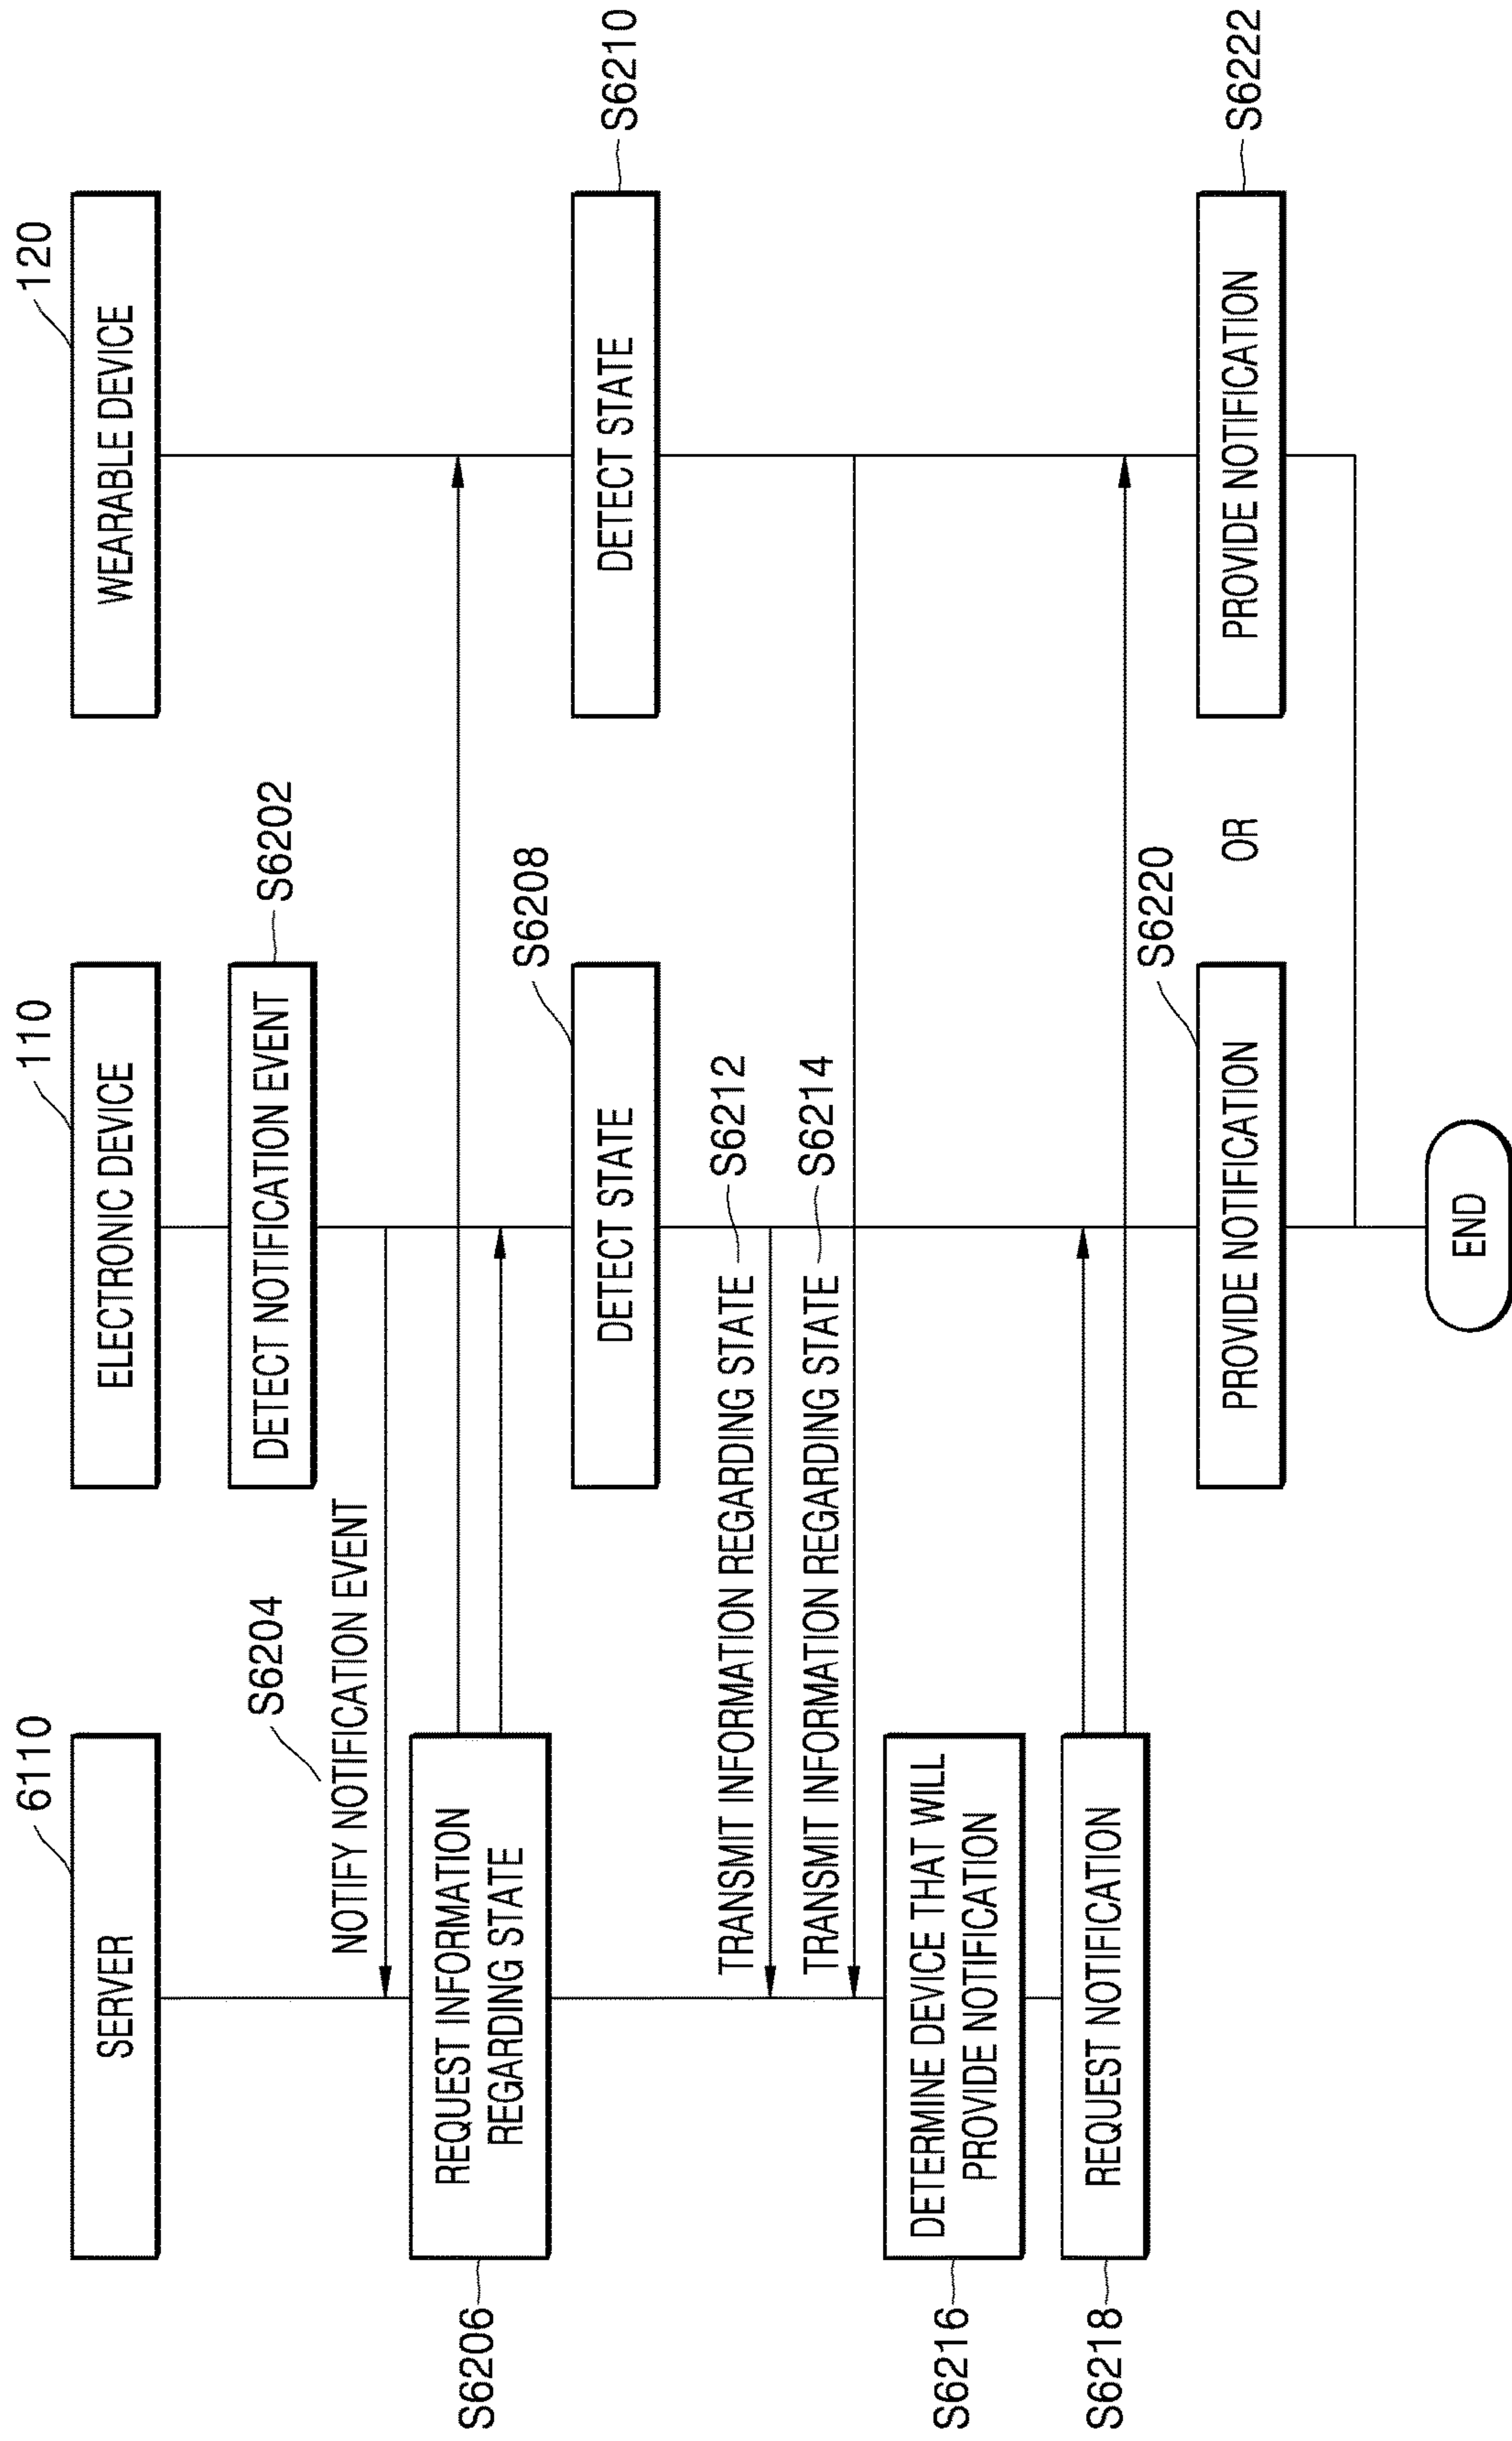 6110
110
120
SERVER
ELECTRONIC DEVICE
WEARABLE DEVICE
DETECT NOTIFICATION EVENT
S6202
S6204
NOTIFY NOTIFICATION EVENT
S6206
REQUEST INFORMATION
REGARDING STATE
S6208
DETECT STATE
DETECT STATE
S6210
TRANSMIT INFORMATION REGARDING STATE
S6212
TRANSMIT INFORMATION REGARDING STATE
S6214
S6216
DETERMINE DEVICE THAT WILL
PROVIDE NOTIFICATION
S6218
REQUEST NOTIFICATION
S6220
PROVIDE NOTIFICATION
OR
PROVIDE NOTIFICATION
S6222
END